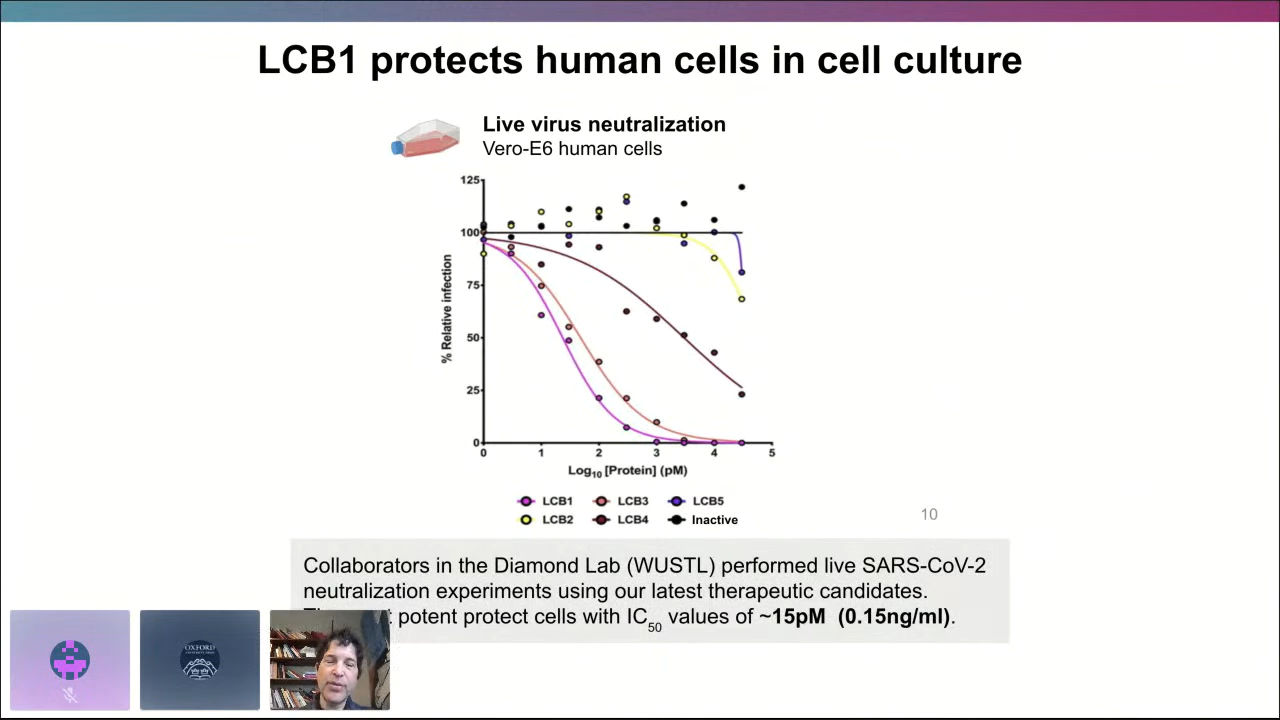 LCB1 protects human cells in cell culture
Live virus neutralization
Vero-E6 human cells
125
100
75
50
25
0
% Relative infection
0 1 2 3 4 5
Log10 [Protein] (pM)
LCB1 LCB3 LCB5
LCB2 LCB4 Inactive
10
Collaborators in the Diamond Lab (WUSTL) performed live SARS-CoV-2
neutralization experiments using our latest therapeutic candidates.
potent protect cells with IC50 values of ~15pM (0.15ng/ml).
OXFORD